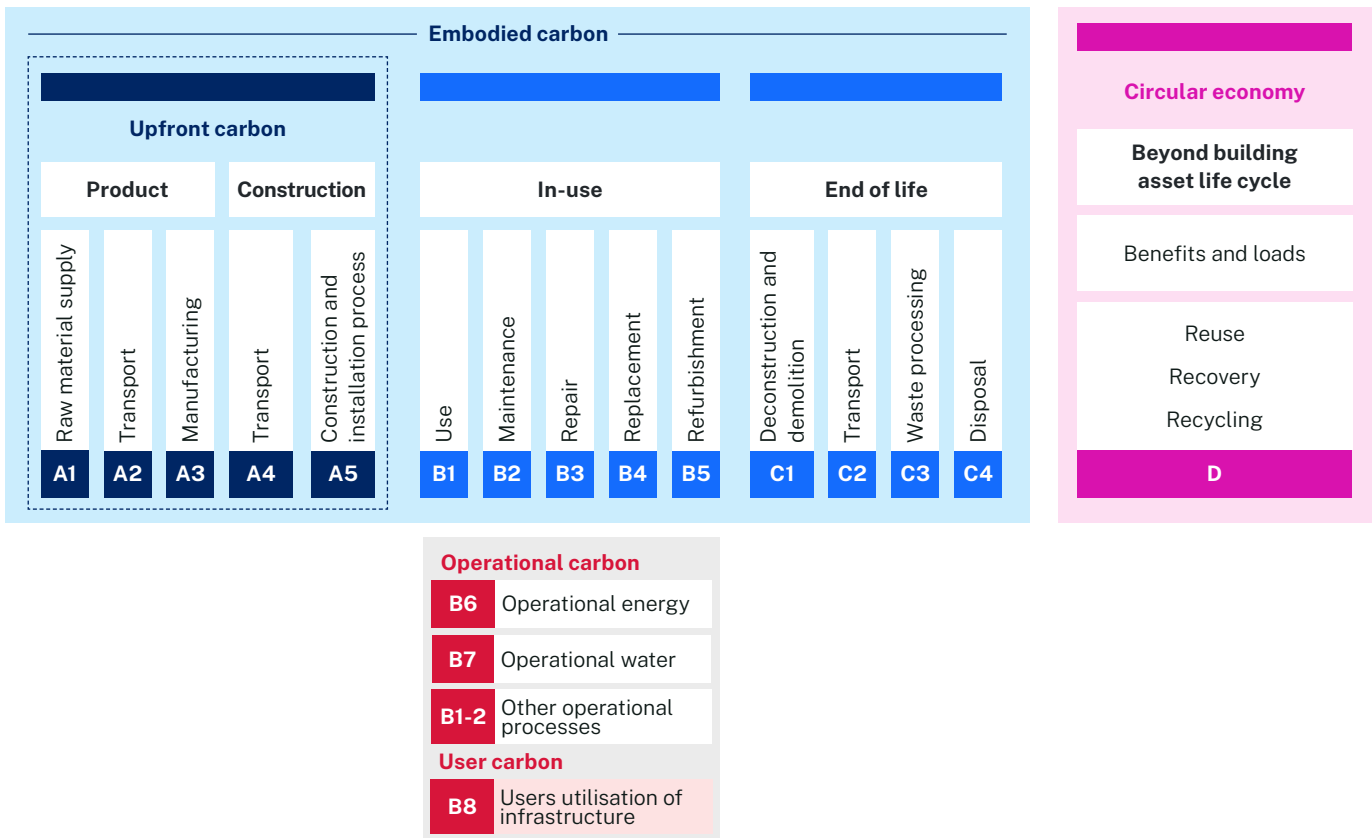 Embodied carbon
Upfront carbon
Product
Construction
Raw material supply
A1
Transport
A2
Manufacturing
A3
Transport
A4
Construction and
installation process
A5
In-use
Use
B1
Maintenance
B2
Repair
B3
Replacement
B4
Refurbishment
B5
End of life
Deconstruction and
demolition
C1
Transport
C2
Waste processing
C3
Disposal
C4
Circular economy
Beyond building
asset life cycle
Benefits and loads
Reuse
Recovery
Recycling
D
Operational carbon
B6 Operational energy
B7 Operational water
B1-2 Other operational
processes
User carbon
B8 Users utilisation of
infrastructure